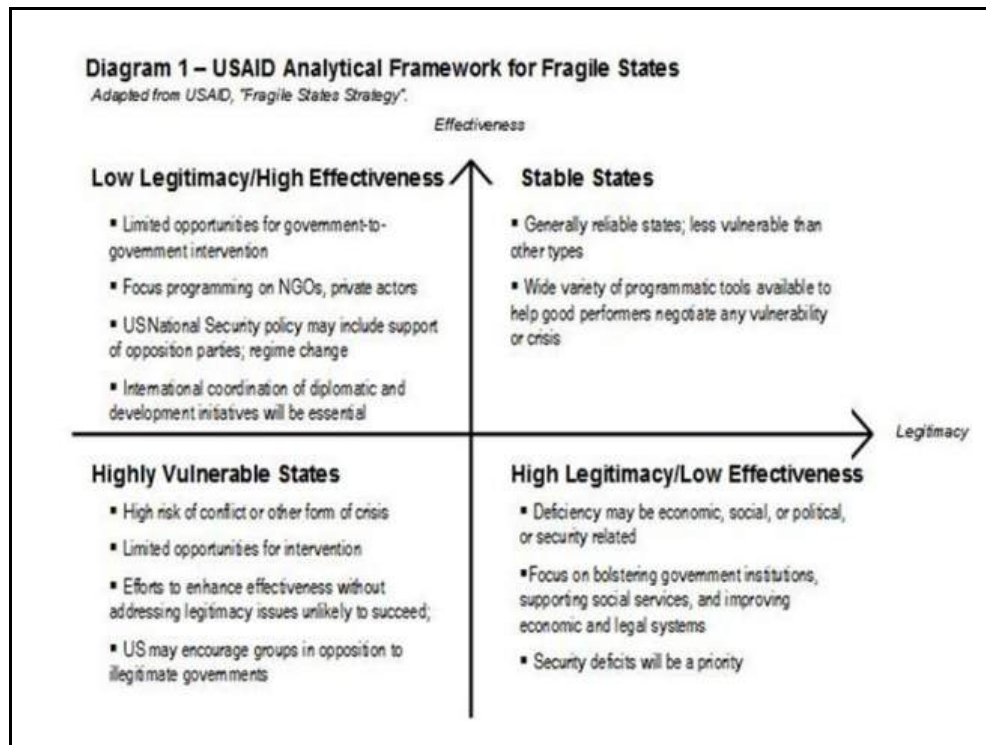 Diagram 1 – USAID Analytical Framework for Fragile States
Adapted from USAID, "Fragile States Strategy".
Effectiveness
Low Legitimacy/High Effectiveness
▪ Limited opportunities for government-to-
government intervention
▪ Focus programming on NGOs, private actors
▪ US National Security policy may include support
of opposition parties; regime change
▪ International coordination of diplomatic and
development initiatives will be essential
Stable States
▪ Generally reliable states; less vulnerable than
other types
▪ Wide variety of programmatic tools available to
help good performers negotiate any vulnerability
or crisis
Legitimacy
Highly Vulnerable States
▪ High risk of conflict or other form of crisis
▪ Limited opportunities for intervention
▪ Efforts to enhance effectiveness without
addressing legitimacy issues unlikely to succeed;
▪ US may encourage groups in opposition to
illegitimate governments
High Legitimacy/Low Effectiveness
▪ Deficiency may be economic, social, or political,
or security related
▪Focus on bolstering government institutions,
supporting social services, and improving
economic and legal systems
▪ Security deficits will be a priority